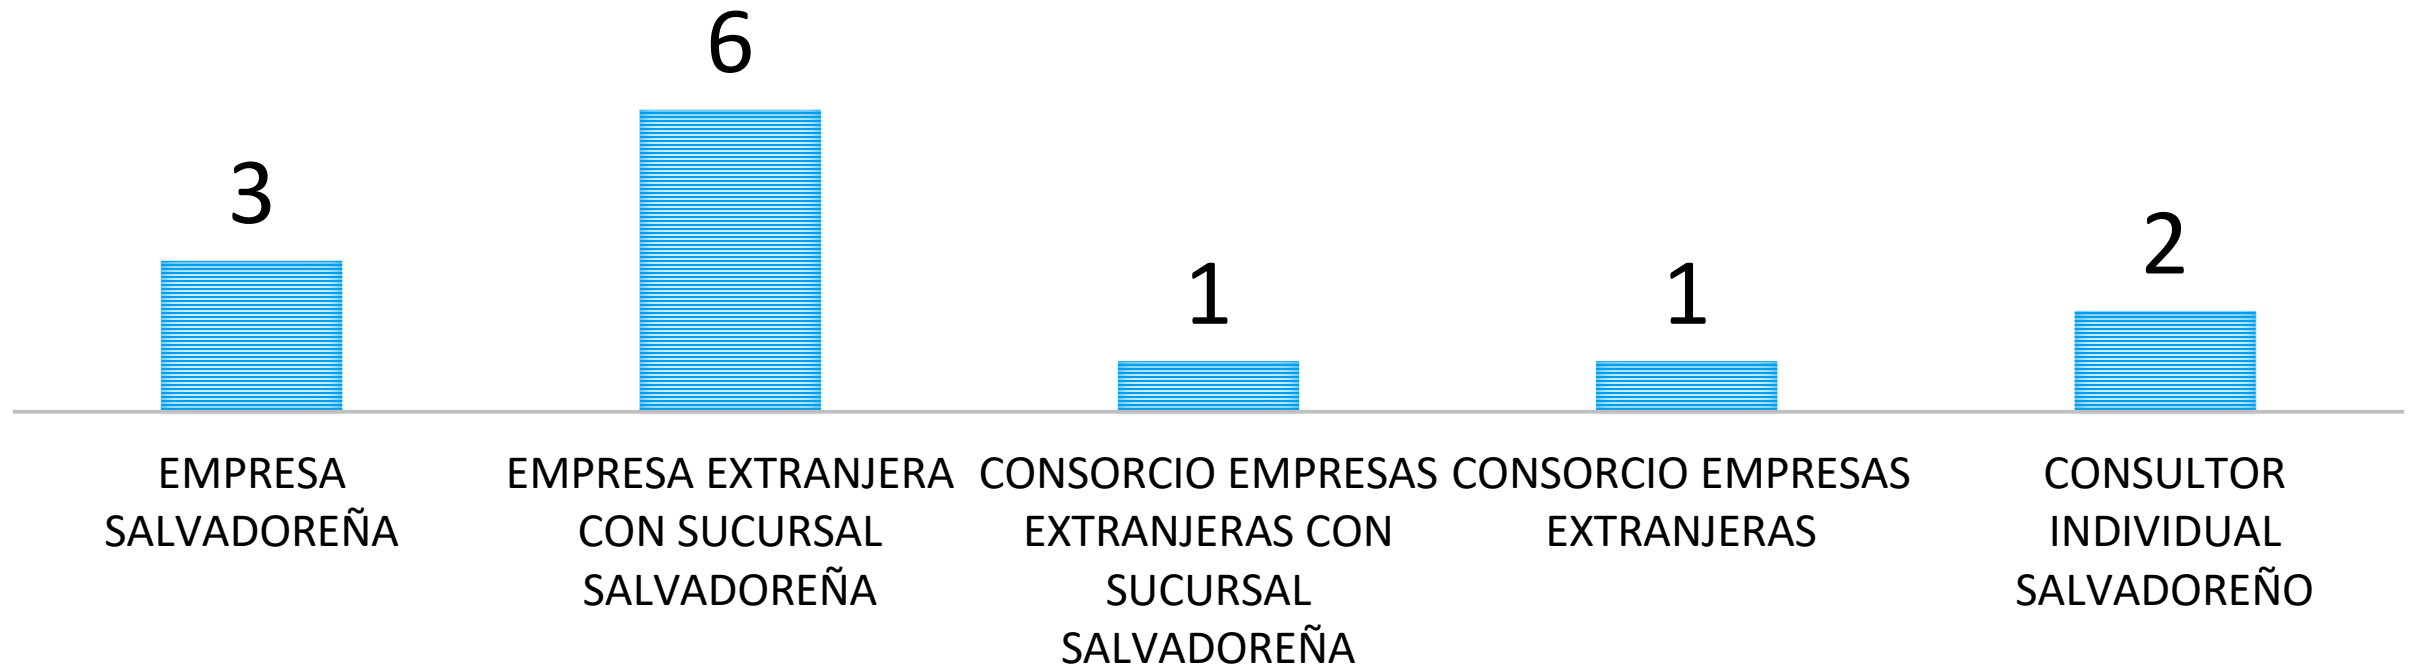 3
6
1
1
2
EMPRESA
SALVADOREÑA
EMPRESA EXTRANJERA
CON SUCURSAL
SALVADOREÑA
CONSORCIO EMPRESAS
EXTRANJERAS CON
SUCURSAL
SALVADOREÑA
CONSORCIO EMPRESAS
EXTRANJERAS
CONSULTOR
INDIVIDUAL
SALVADOREÑO